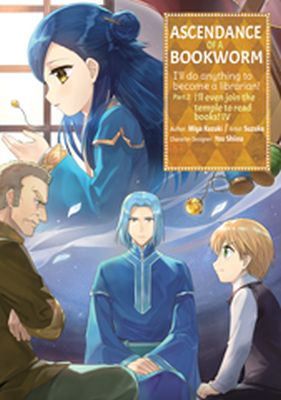 ASCENDANCE
OF A
BOOKWORM
I'll do anything to
become a librarian!
Part 2 I'll even join the
temple to read
books! IV
Author: Miya Kazuki / Artist: Suzuka
Character Designer: You Shiina